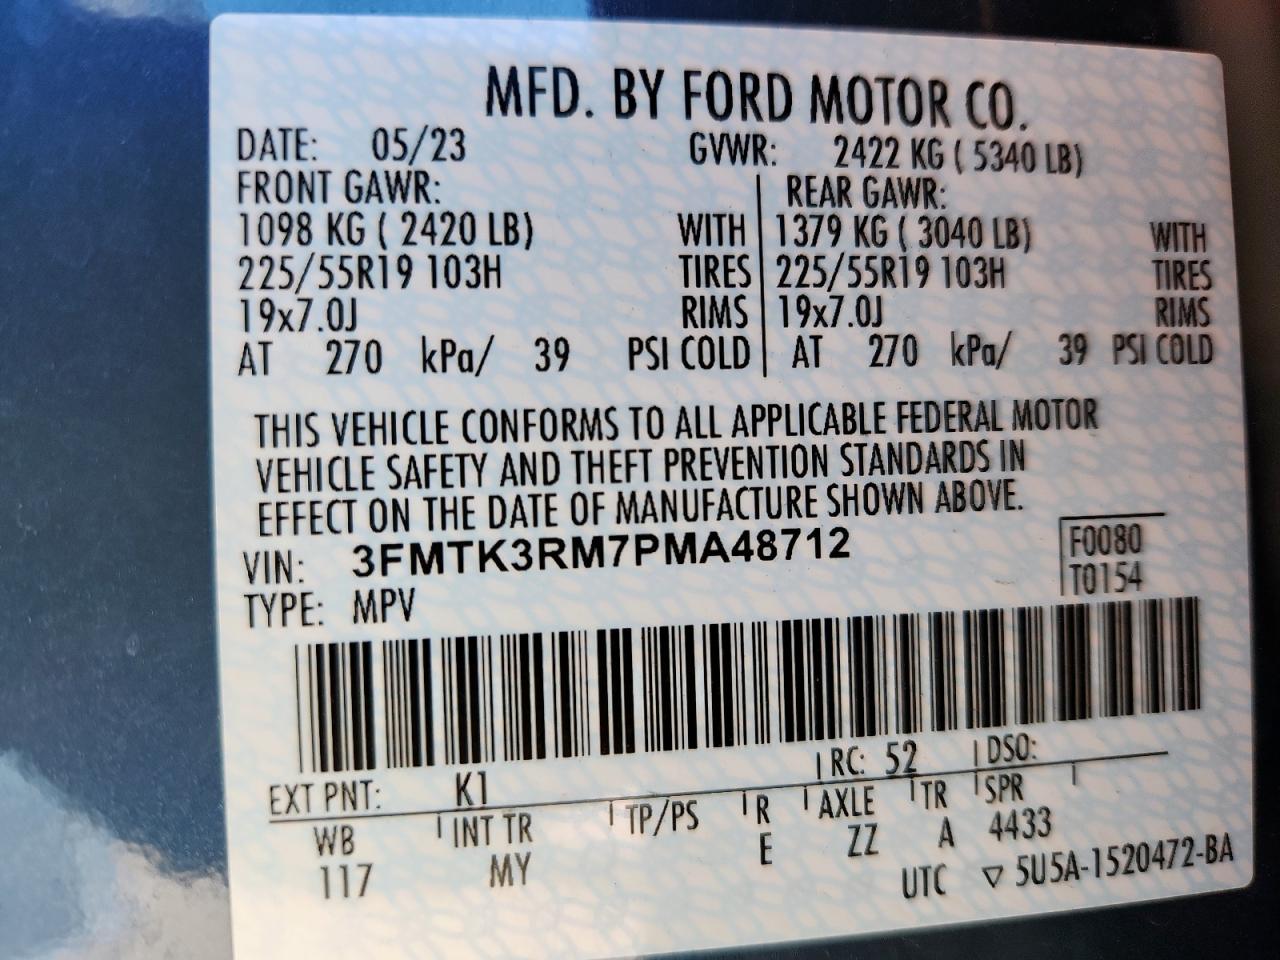 MFD. BY FORD MOTOR CO.
DATE: 05/23 GVWR: 2422 KG ( 5340 LB)
FRONT GAWR: REAR GAWR:
1098 KG ( 2420 LB) WITH 1379 KG ( 3040 LB) WITH
225/55R19 103H TIRES 225/55R19 103H TIRES
19x7.0J RIMS 19x7.0J RIMS
AT 270 kPa/ 39 PSI COLD AT 270 kPa/ 39 PSI COLD
THIS VEHICLE CONFORMS TO ALL APPLICABLE FEDERAL MOTOR
VEHICLE SAFETY AND THEFT PREVENTION STANDARDS IN
EFFECT ON THE DATE OF MANUFACTURE SHOWN ABOVE.
VIN: 3FMTK3RM7PMA48712 F0080
TYPE: MPV T0154
EXT PNT: K1 RC: 52 DSO:
WB INT TR TP/PS R AXLE TR SPR
117 MY E ZZ A 4433
UTC ▽ 5U5A-1520472-BA